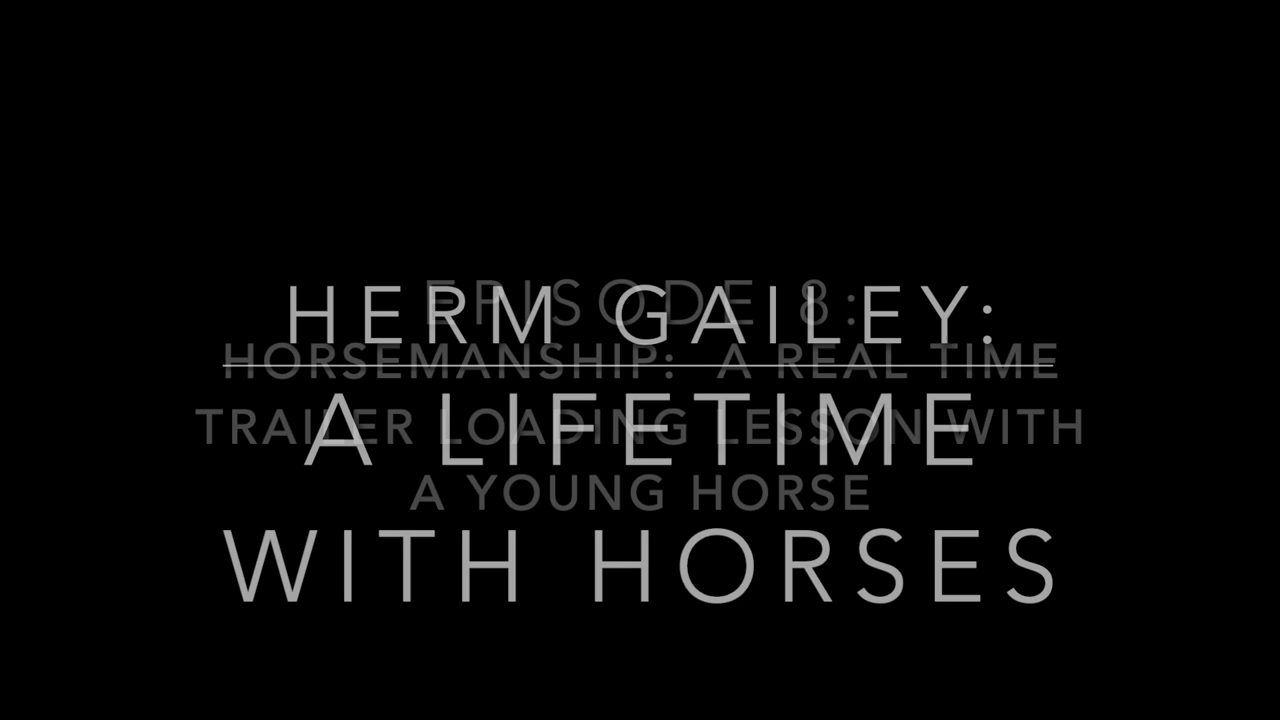 HERM GAILEY:
A LIFETIME
WITH HORSES
EPISODE 8:
HORSEMANSHIP: A REAL TIME
TRAILER LOADING LESSON WITH
A YOUNG HORSE